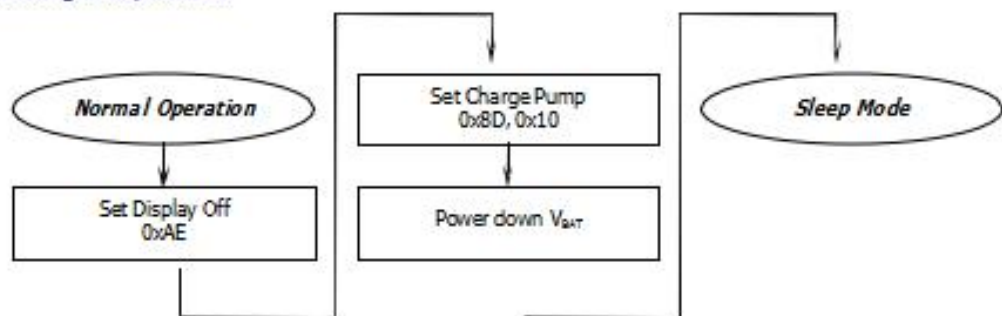 Normal Operation
Set Display Off
0xAE
Set Charge Pump
0x8D, 0x10
Power down VBAT
Sleep Mode